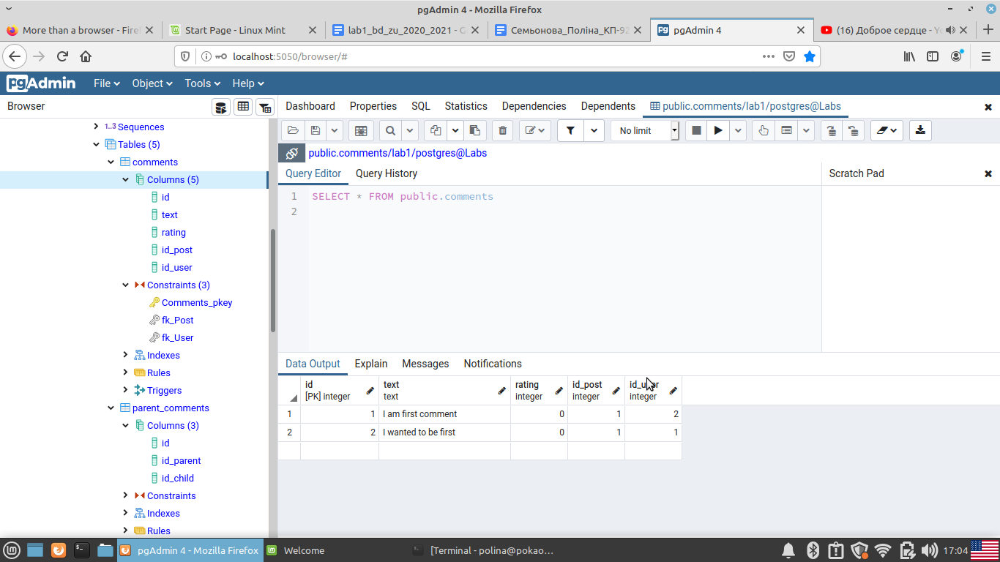 pgAdmin 4 - Mozilla Firefox
More than a browser - Fire
Start Page - Linux Mint
lab1_bd_zu_2020_2021 - G
Семьонова_Поліна_КП-92
pgAdmin 4
(16) Доброе сердце - Yo
localhost:5050/browser/#
pgAdmin File Object Tools Help
Browser
Dashboard Properties SQL Statistics Dependencies Dependents public.comments/lab1/postgres@Labs
No limit
public.comments/lab1/postgres@Labs
Query Editor Query History
Scratch Pad
1 SELECT * FROM public.comments
2
1..3 Sequences
Tables (5)
comments
Columns (5)
id
text
rating
id_post
id_user
Constraints (3)
Comments_pkey
fk_Post
fk_User
Indexes
Rules
Triggers
parent_comments
Columns (3)
id
id_parent
id_child
Constraints
Indexes
Rules
Data Output Explain Messages Notifications
id text rating id_post id_user
[PK] integer text integer integer integer
1 1 I am first comment 0 1 2
2 2 I wanted to be first 0 1 1
pgAdmin 4 - Mozilla Firefox
Welcome
[Terminal - polina@pokao...
17:04